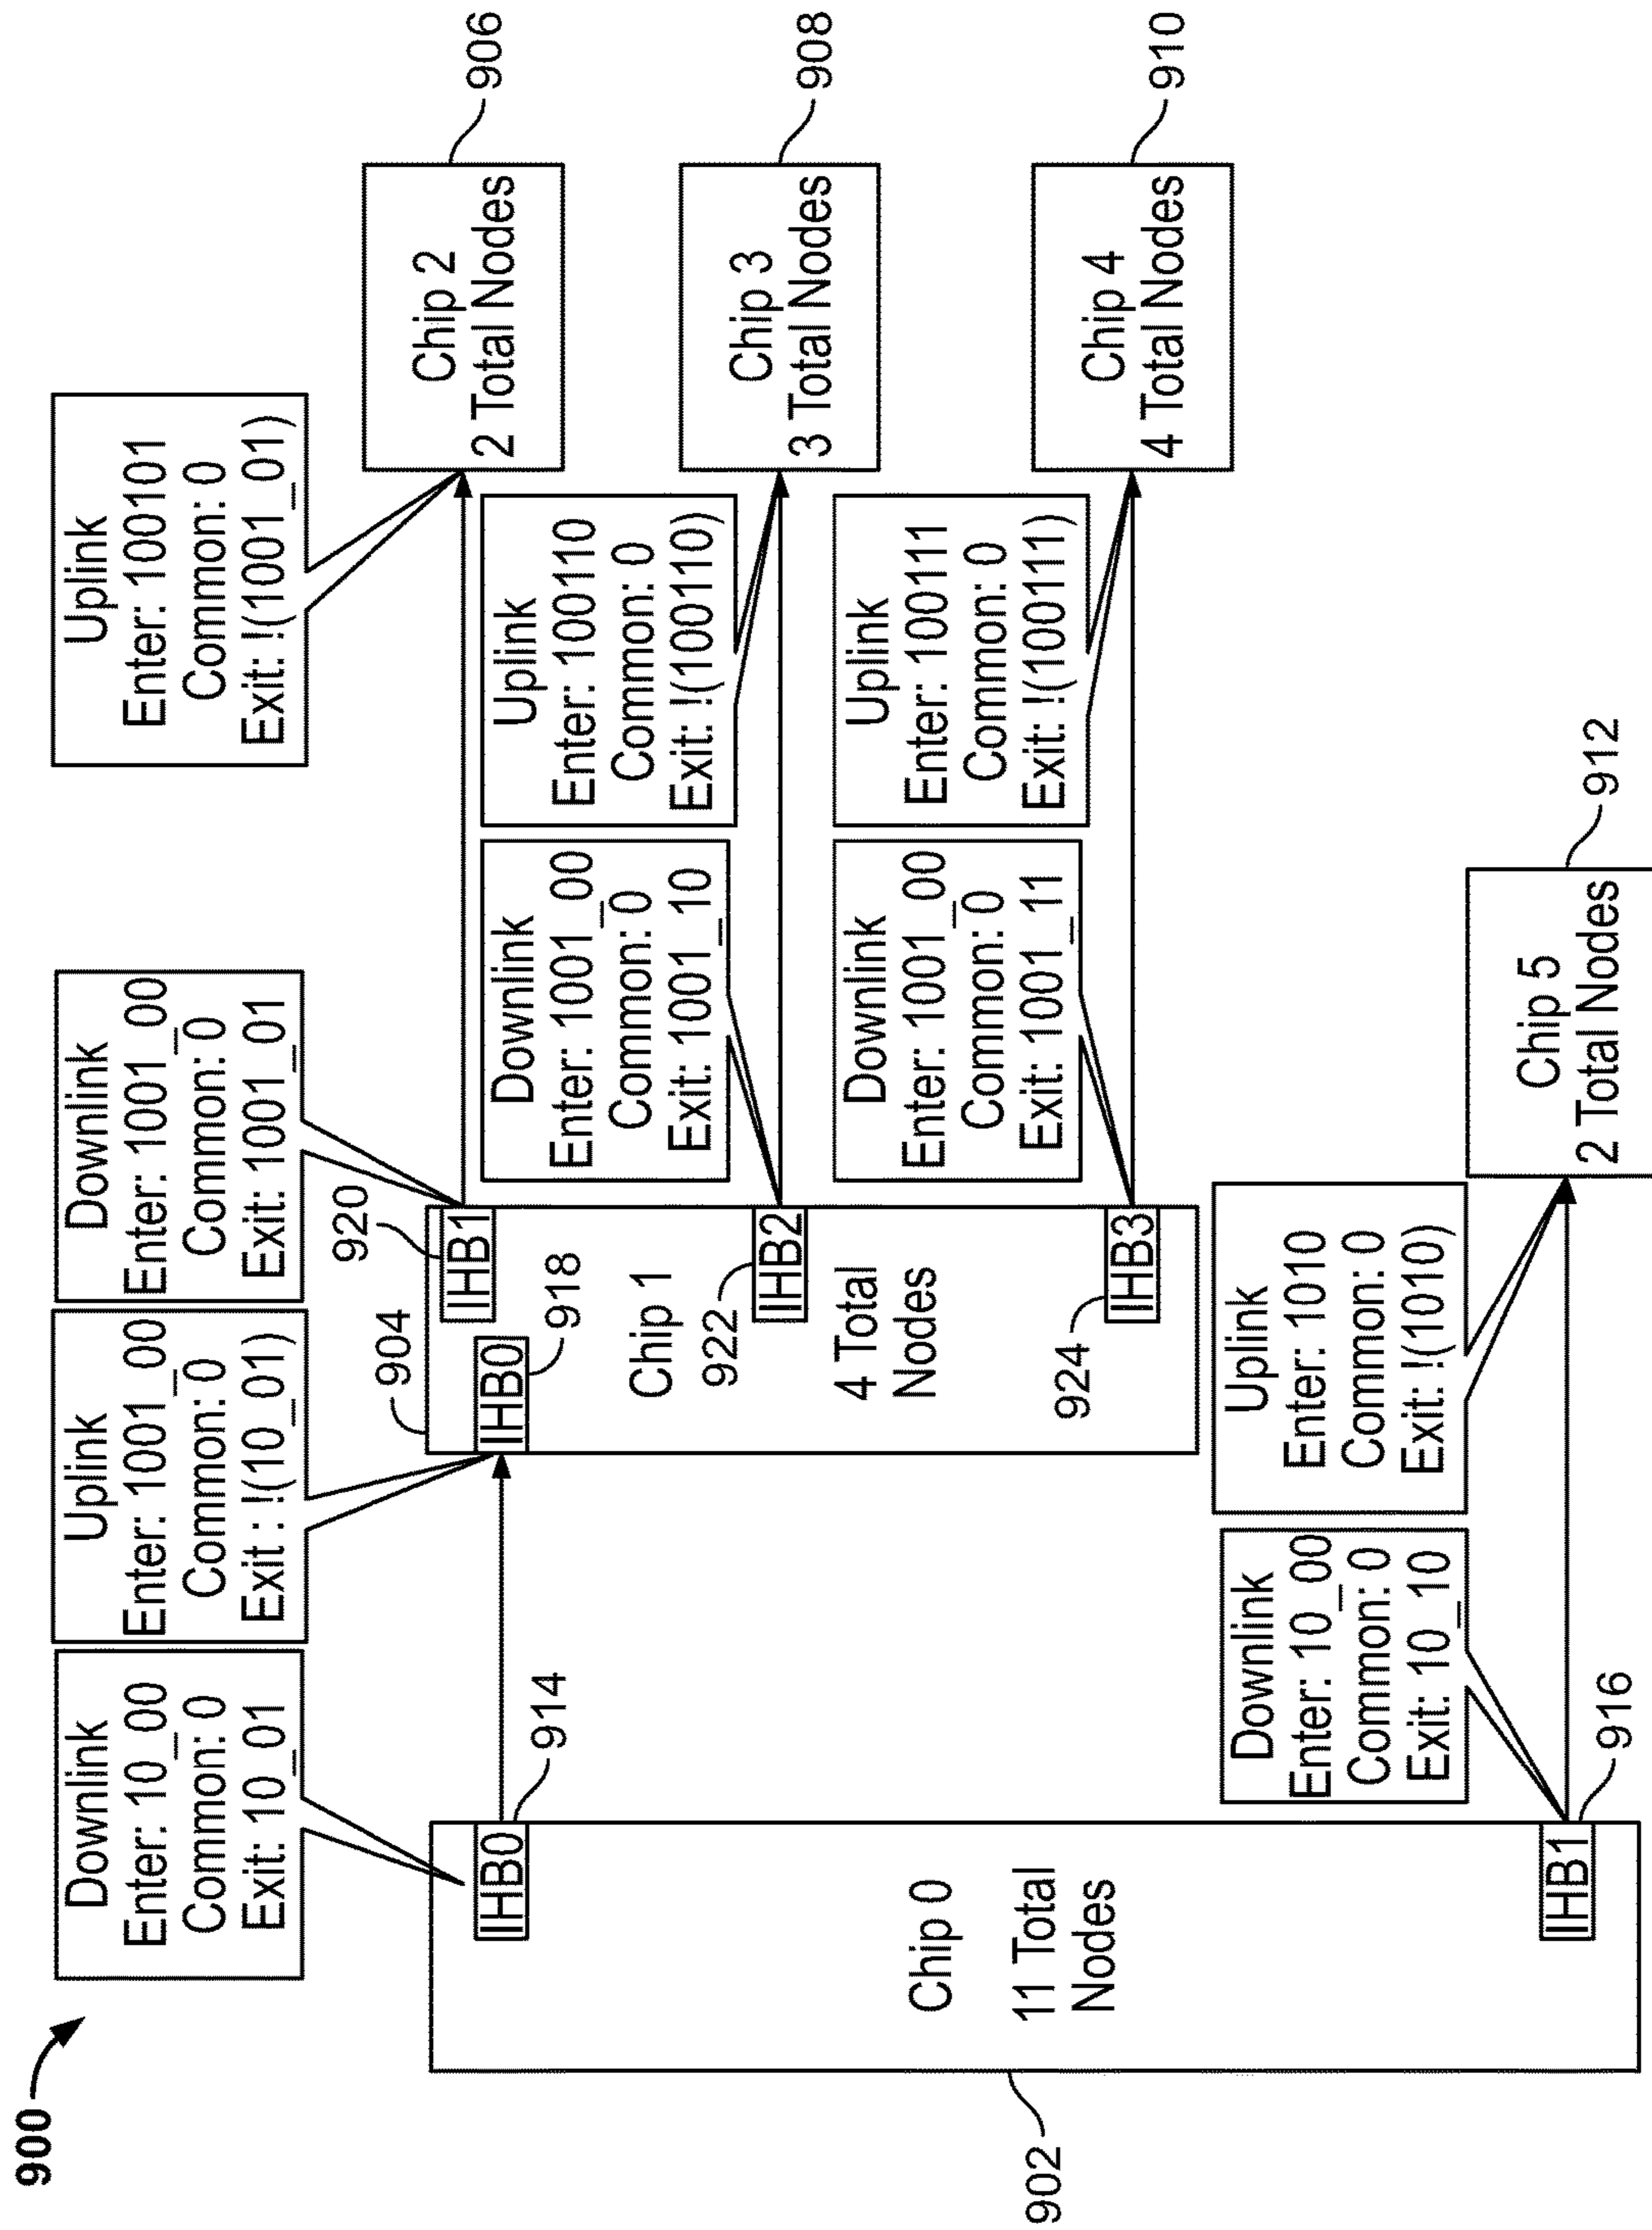 900
Downlink
Enter: 10_00
Common: 0
Exit: 10_01
Uplink
Enter: 1001_00
Common: 0
Exit : !(10_01)
Downlink
Enter: 1001_00
Common: 0
Exit: 1001_01
Uplink
Enter: 100101
Common: 0
Exit: !(1001_01)
902
Chip 0
11 Total
Nodes
IHB0
914
IHB1
916
904
IHB0
918
920
IHB1
Chip 1
922
IHB2
4 Total
Nodes
924
IHB3
Downlink
Enter: 1001_00
Common: 0
Exit: 1001_10
Uplink
Enter: 100110
Common: 0
Exit: !(100110)
Downlink
Enter: 1001_00
Common: 0
Exit: 1001_11
Uplink
Enter: 100111
Common: 0
Exit: !(100111)
Chip 2
2 Total Nodes
906
Chip 3
3 Total Nodes
908
Chip 4
4 Total Nodes
910
Downlink
Enter: 10_00
Common: 0
Exit: 10_10
Uplink
Enter: 1010
Common: 0
Exit: !(1010)
Chip 5
2 Total Nodes
912